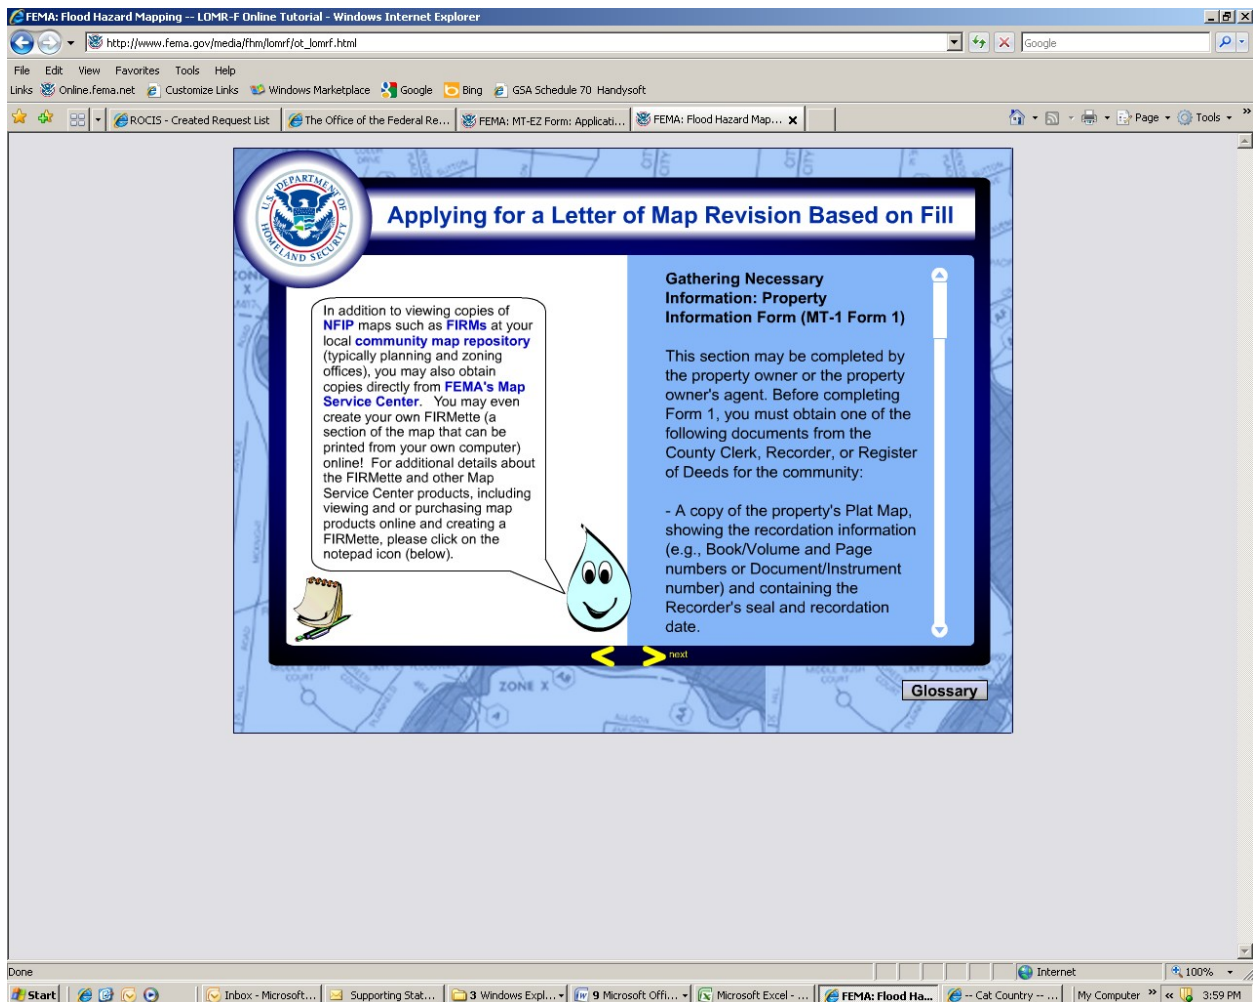 FEMA: Flood Hazard Mapping -- LOMR-F Online Tutorial - Windows Internet Explorer
http://www.fema.gov/media/fhm/lomrf/ot_lomrf.html
Google
File Edit View Favorites Tools Help
Links Online.fema.net Customize Links Windows Marketplace Google Bing GSA Schedule 70 Handysoft
ROCIS - Created Request List
The Office of the Federal Re...
FEMA: MT-EZ Form: Applicati...
FEMA: Flood Hazard Map...
Page Tools
U.S. DEPARTMENT OF HOMELAND SECURITY
Applying for a Letter of Map Revision Based on Fill
In addition to viewing copies of
NFIP maps such as FIRMs at your
local community map repository
(typically planning and zoning
offices), you may also obtain
copies directly from FEMA's Map
Service Center. You may even
create your own FIRMette (a
section of the map that can be
printed from your own computer)
online! For additional details about
the FIRMette and other Map
Service Center products, including
viewing and or purchasing map
products online and creating a
FIRMette, please click on the
notepad icon (below).
Gathering Necessary
Information: Property
Information Form (MT-1 Form 1)
This section may be completed by
the property owner or the property
owner's agent. Before completing
Form 1, you must obtain one of the
following documents from the
County Clerk, Recorder, or Register
of Deeds for the community:
- A copy of the property's Plat Map,
showing the recordation information
(e.g., Book/Volume and Page
numbers or Document/Instrument
number) and containing the
Recorder's seal and recordation
date.
< > next
ZONE X
Glossary
Done
Internet
100%
Start
Inbox - Microsoft...
Supporting Stat...
3 Windows Expl...
9 Microsoft Offi...
Microsoft Excel - ...
FEMA: Flood Ha...
-- Cat Country -- ...
My Computer
3:59 PM